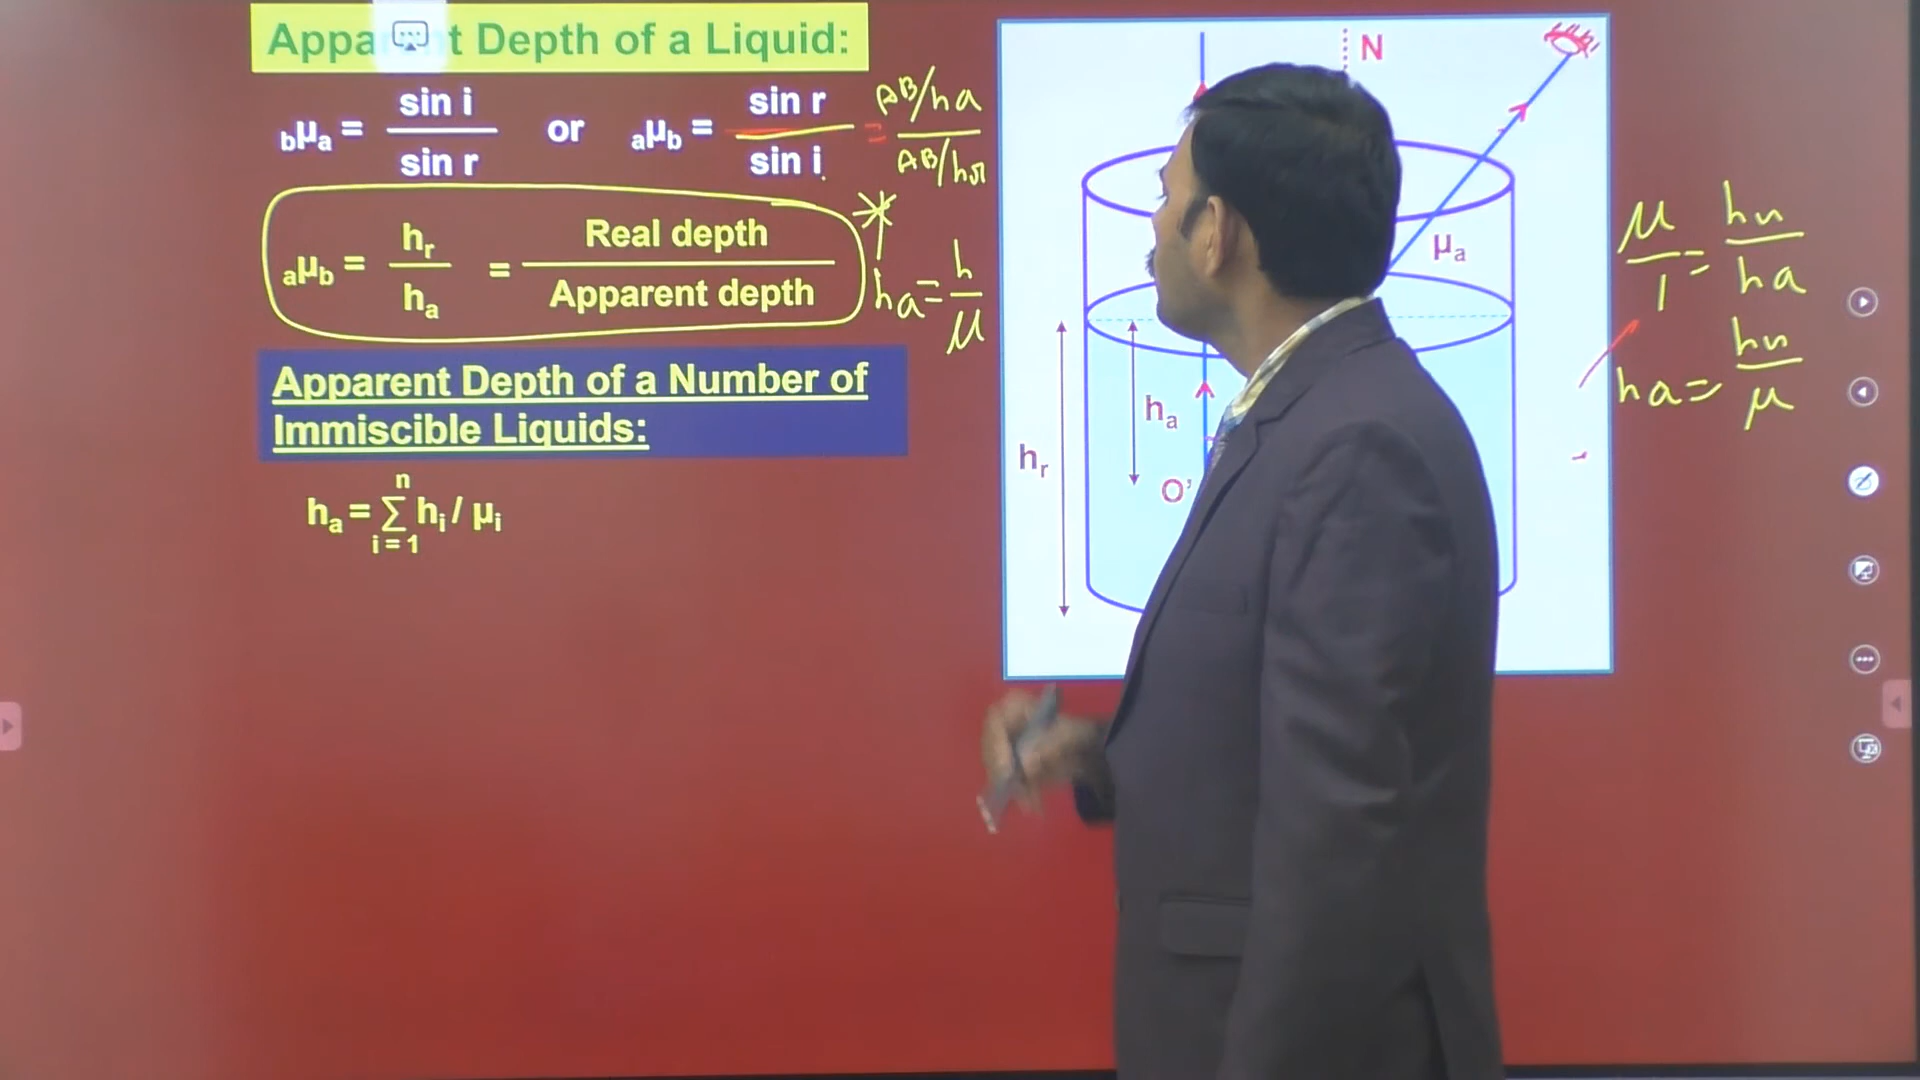 Appa t Depth of a Liquid:
bμa = sin i / sin r or aμb = sin r / sin i = AB/ha / AB/hr
aμb = hr / ha = Real depth / Apparent depth
ha = h / μ
Apparent Depth of a Number of
Immiscible Liquids:
ha = n ∑ i = 1 hi / μi
N
μa
hr
ha
O'
μ / 1 = hr / ha
ha = hr / μ